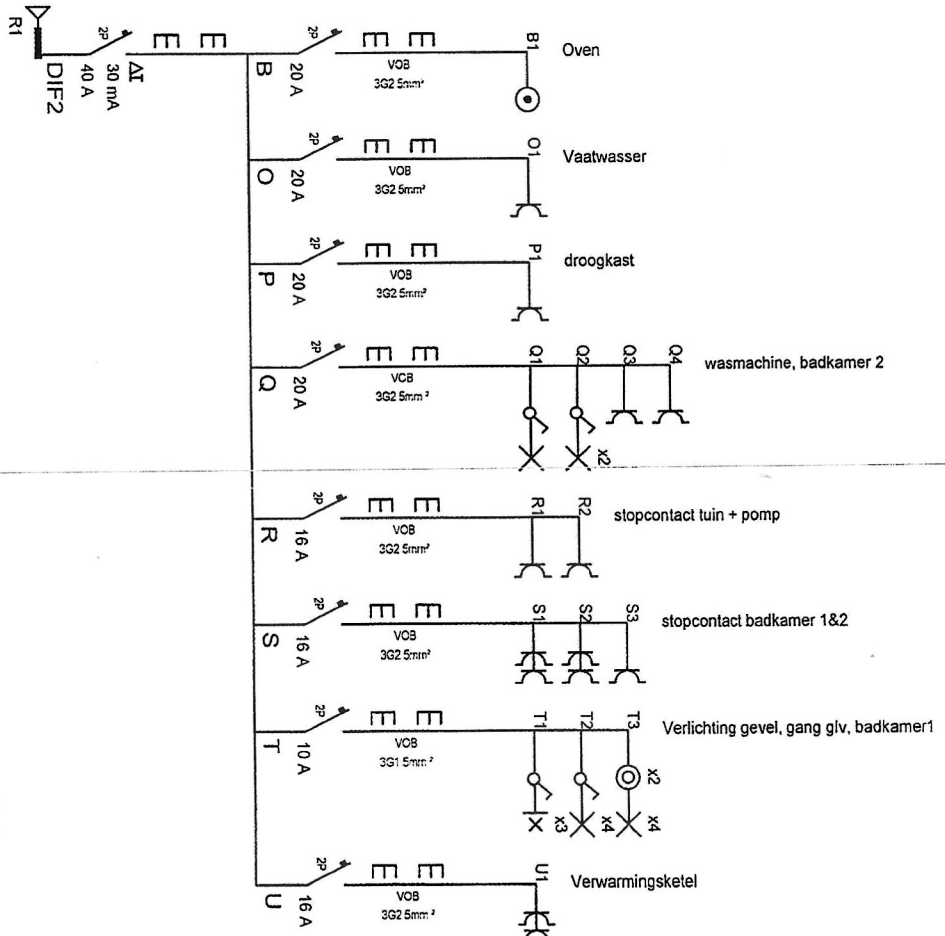 R1
DIF2
2P
40 A
30 mA
ΔI
B
2P
20 A
VOB
3G2 5mm²
B1
Oven
O
2P
20 A
VOB
3G2 5mm²
O1
Vaatwasser
P
2P
20 A
VOB
3G2 5mm²
P1
droogkast
Q
2P
20 A
VOB
3G2 5mm²
Q1
Q2
x2
Q3
Q4
wasmachine, badkamer 2
R
2P
16 A
VOB
3G2 5mm²
R1
R2
stopcontact tuin + pomp
S
2P
16 A
VOB
3G2 5mm²
S1
S2
S3
stopcontact badkamer 1&2
T
2P
10 A
VOB
3G1 5mm²
T1
x3
T2
x4
T3
x2
x4
Verlichting gevel, gang glv, badkamer1
U
2P
16 A
VOB
3G2 5mm²
U1
Verwarmingsketel